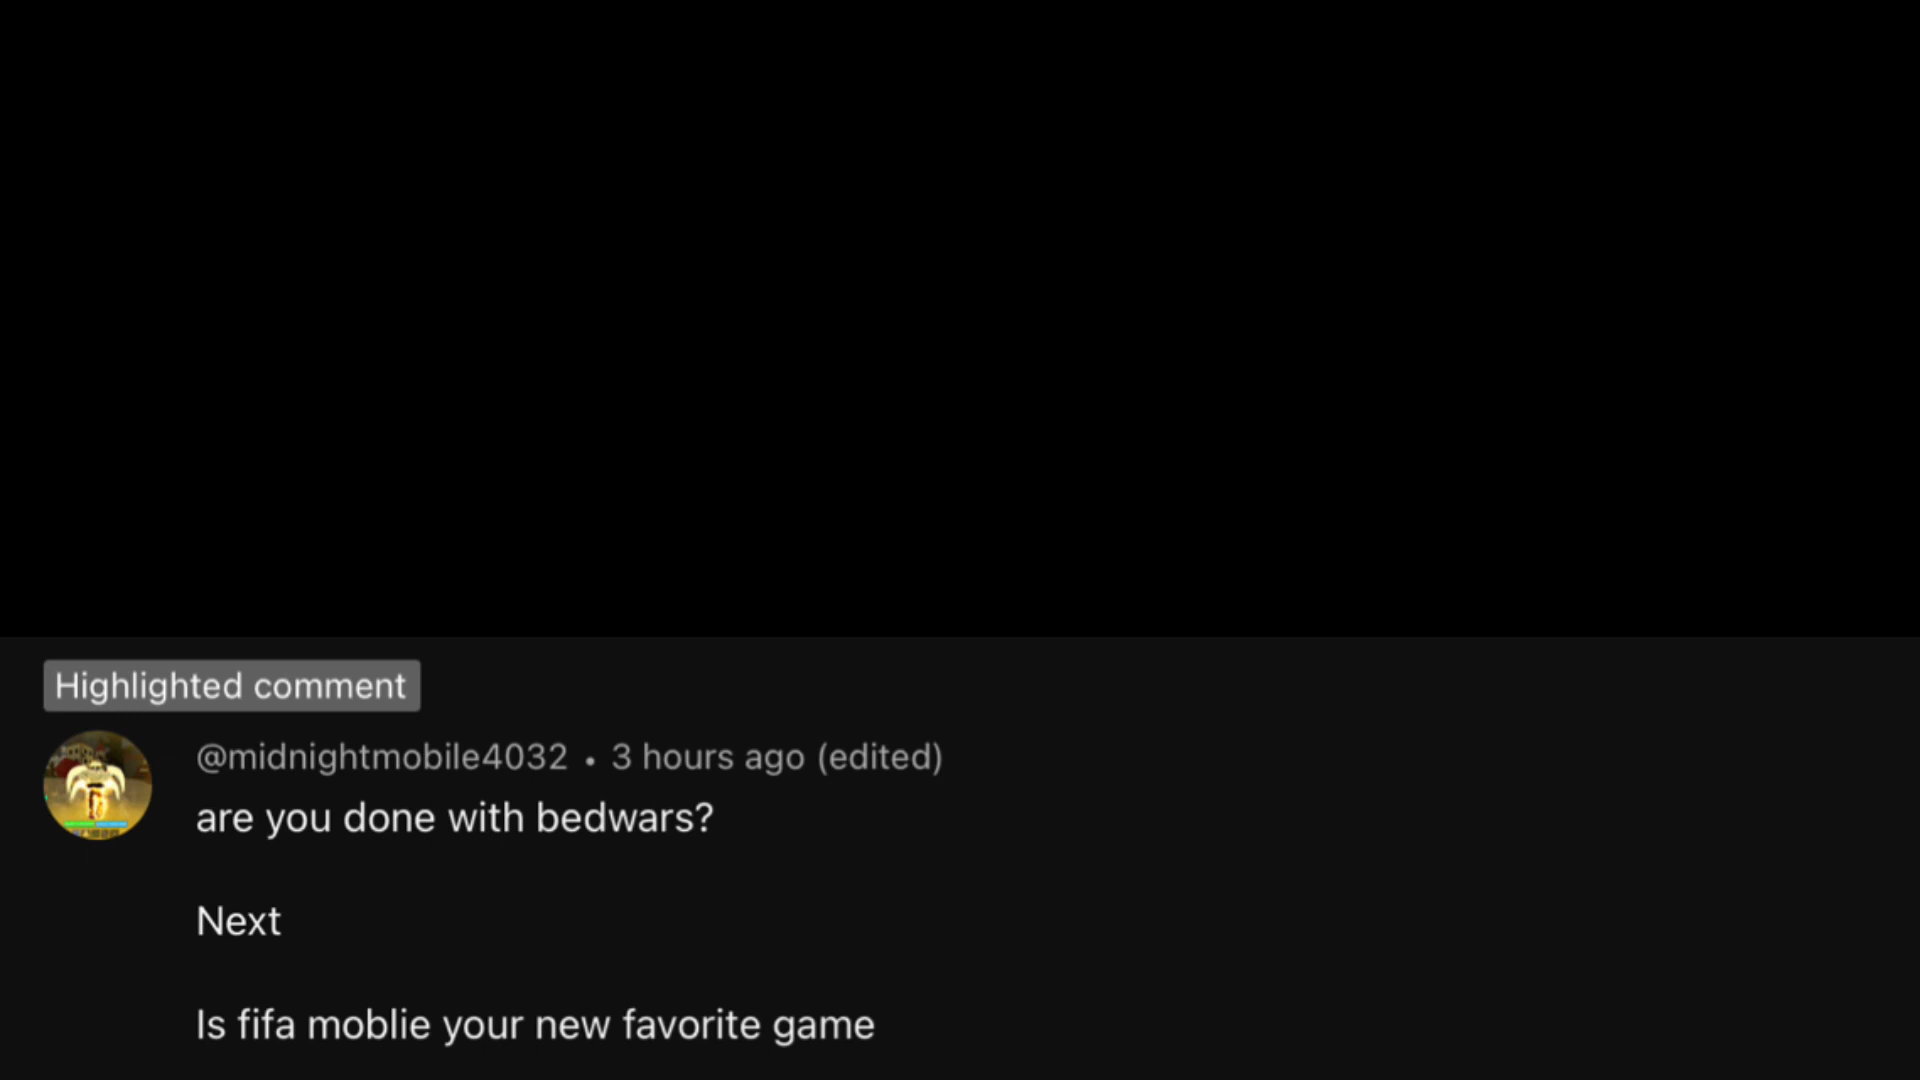 Highlighted comment
@midnightmobile4032 • 3 hours ago (edited)
are you done with bedwars?
Next
Is fifa moblie your new favorite game